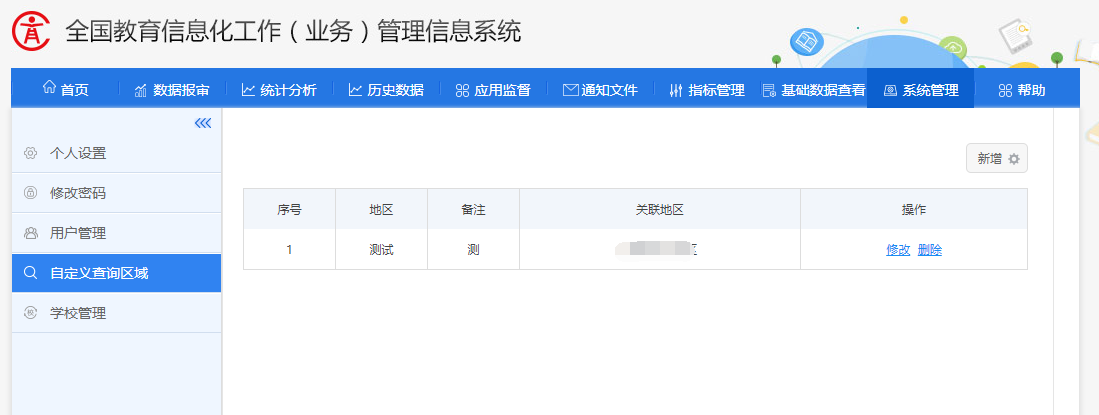 全国教育信息化工作（业务）管理信息系统
首页 数据报审 统计分析 历史数据 应用监督 通知文件 指标管理 基础数据查看 系统管理 帮助
个人设置
修改密码
用户管理
自定义查询区域
学校管理
新增
序号 地区 备注 关联地区 操作
1 测试 测 修改 删除